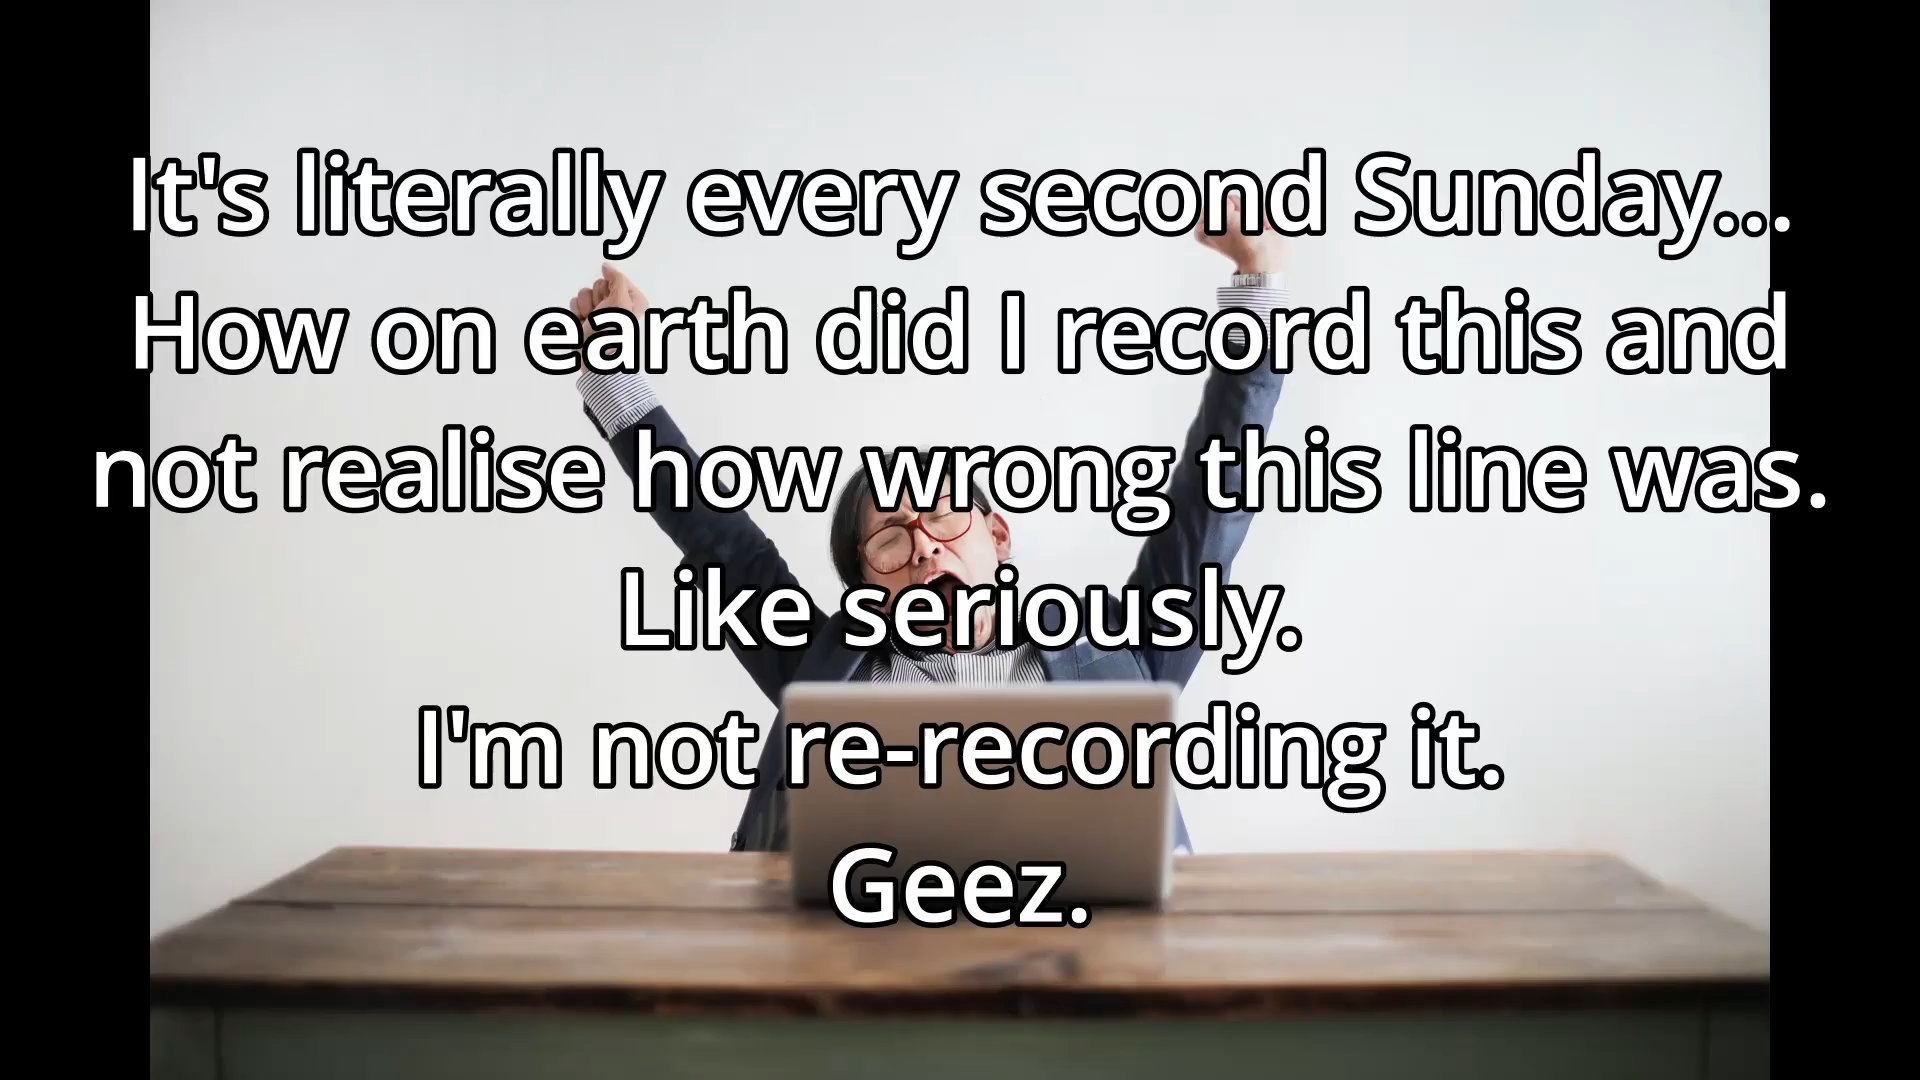 It's literally every second Sunday...
How on earth did I record this and
not realise how wrong this line was.
Like seriously.
I'm not re-recording it.
Geez.